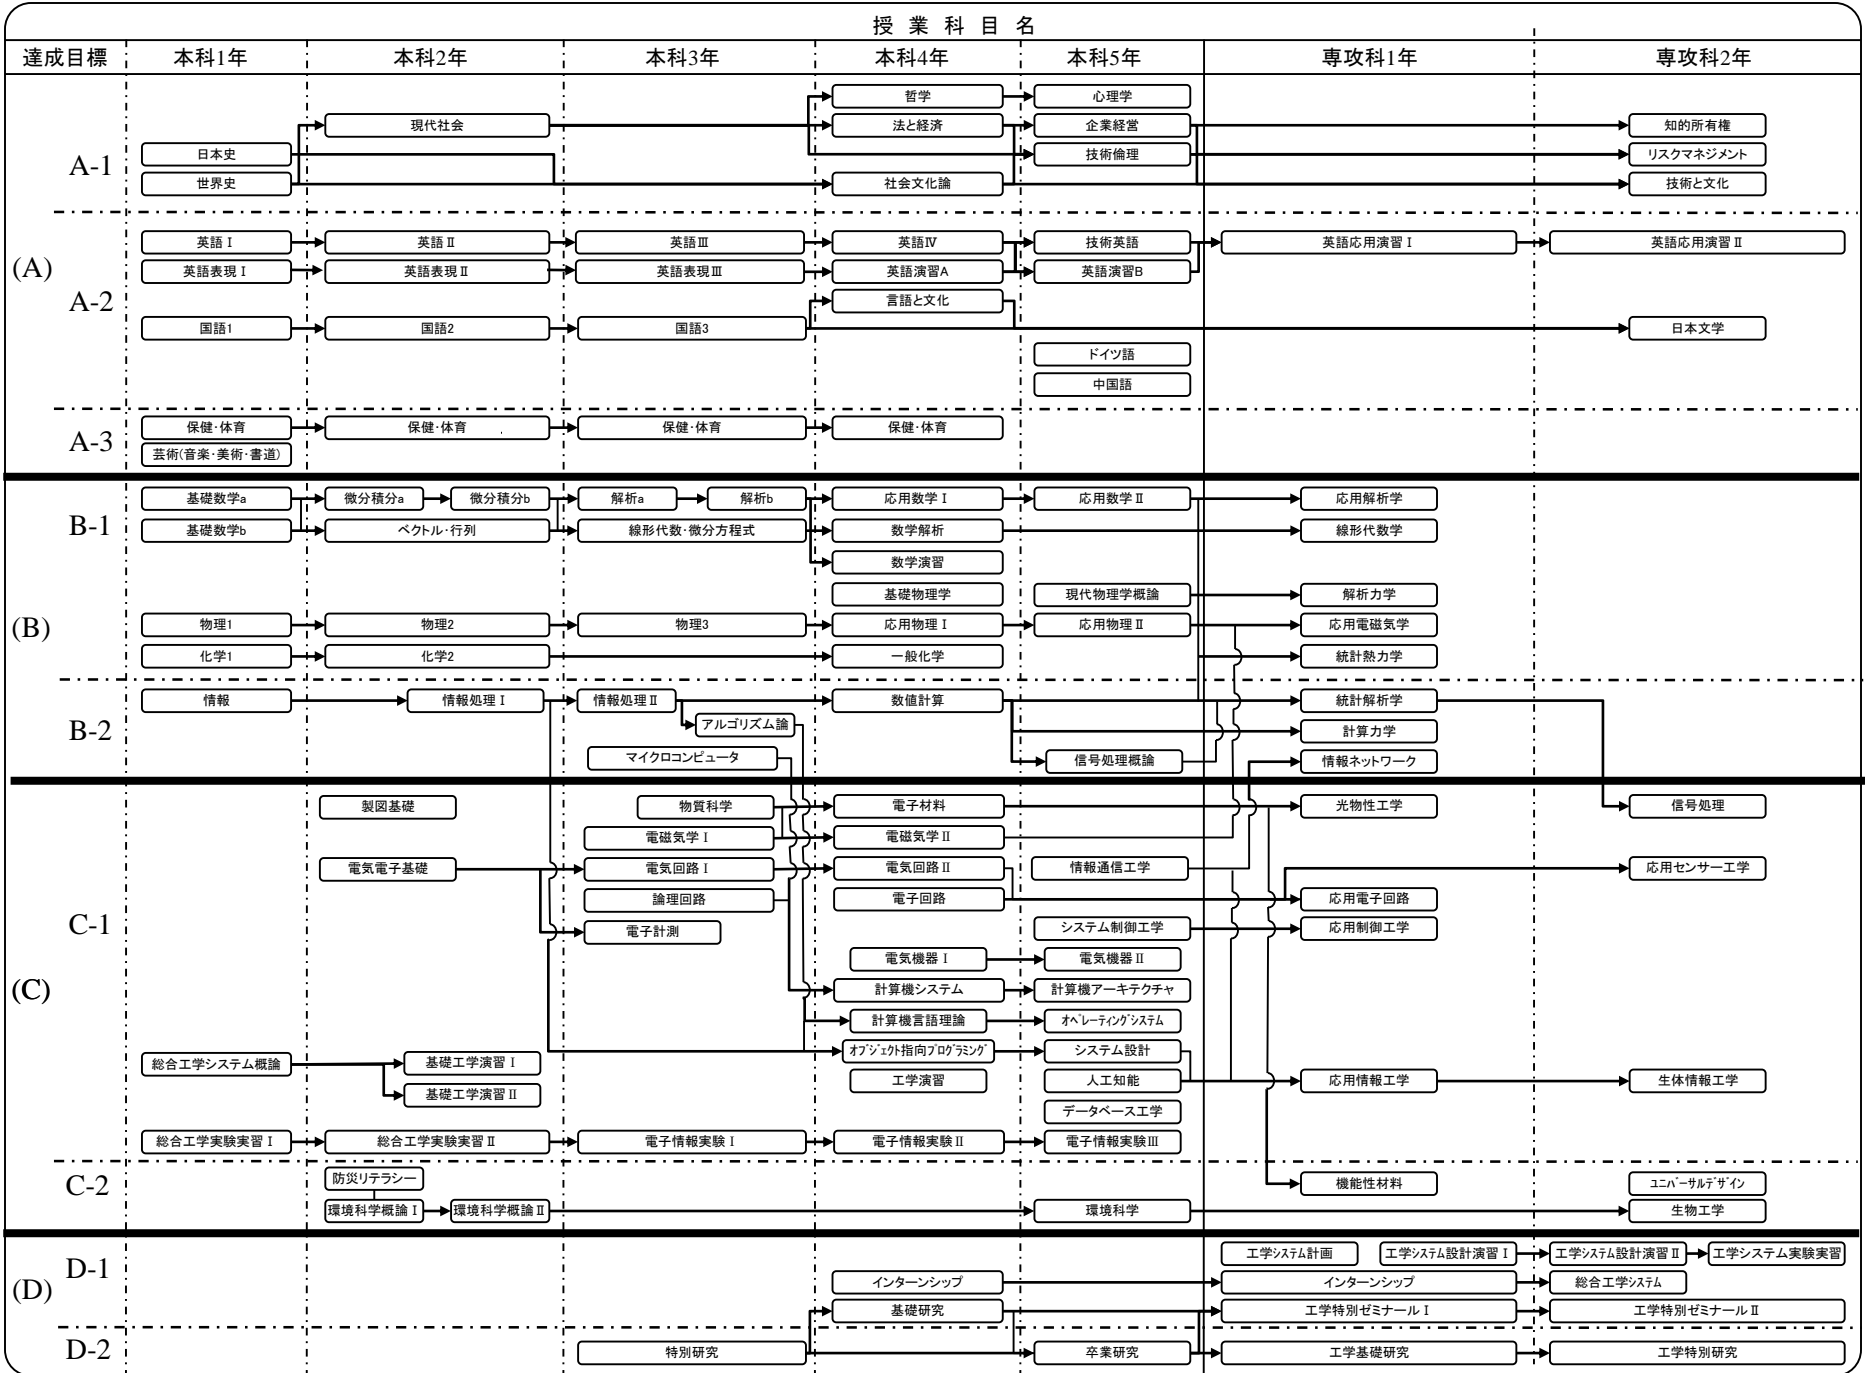 授 業 科 目 名
達成目標 本科1年 本科2年 本科3年 本科4年 本科5年 専攻科1年 専攻科2年
哲学 心理学
現代社会 法と経済 企業経営 知的所有権
A-1
日本史 技術倫理 リスクマネジメント
世界史 社会文化論 技術と文化
(A)
英語Ⅰ 英語Ⅱ 英語Ⅲ 英語Ⅳ 技術英語 英語応用演習Ⅰ 英語応用演習Ⅱ
英語表現Ⅰ 英語表現Ⅱ 英語表現Ⅲ 英語演習A 英語演習B
A-2
言語と文化
国語1 国語2 国語3 日本文学
ドイツ語
中国語
A-3
保健・体育 保健・体育 保健・体育 保健・体育
芸術(音楽・美術・書道)
基礎数学a 微分積分a 微分積分b 解析a 解析b 応用数学Ⅰ 応用数学Ⅱ 応用解析学
B-1
基礎数学b ベクトル・行列 線形代数・微分方程式 数学解析 線形代数学
数学演習
基礎物理学 現代物理学概論 解析力学
(B)
物理1 物理2 物理3 応用物理Ⅰ 応用物理Ⅱ 応用電磁気学
化学1 化学2 一般化学 統計熱力学
情報 情報処理Ⅰ 情報処理Ⅱ 数値計算 統計解析学
B-2
アルゴリズム論 計算力学
マイクロコンピュータ 信号処理概論 情報ネットワーク
製図基礎 物質科学 電子材料 光物性工学 信号処理
電磁気学Ⅰ 電磁気学Ⅱ
電気電子基礎 電気回路Ⅰ 電気回路Ⅱ 情報通信工学 応用センサー工学
論理回路 電子回路 応用電子回路
C-1
電子計測 システム制御工学 応用制御工学
電気機器Ⅰ 電気機器Ⅱ
(C)
計算機システム 計算機アーキテクチャ
計算機言語理論 オペレーティングシステム
オブジェクト指向プログラミング システム設計
総合工学システム概論 基礎工学演習Ⅰ
工学演習 人工知能 応用情報工学 生体情報工学
基礎工学演習Ⅱ
データベース工学
総合工学実験実習Ⅰ 総合工学実験実習Ⅱ 電子情報実験Ⅰ 電子情報実験Ⅱ 電子情報実験Ⅲ
C-2
防災リテラシー 機能性材料 ユニバーサルデザイン
環境科学概論Ⅰ 環境科学概論Ⅱ 環境科学 生物工学
工学システム計画 工学システム設計演習Ⅰ 工学システム設計演習Ⅱ 工学システム実験実習
D-1
インターンシップ インターンシップ 総合工学システム
(D)
基礎研究 工学特別ゼミナールⅠ 工学特別ゼミナールⅡ
D-2
特別研究 卒業研究 工学基礎研究 工学特別研究